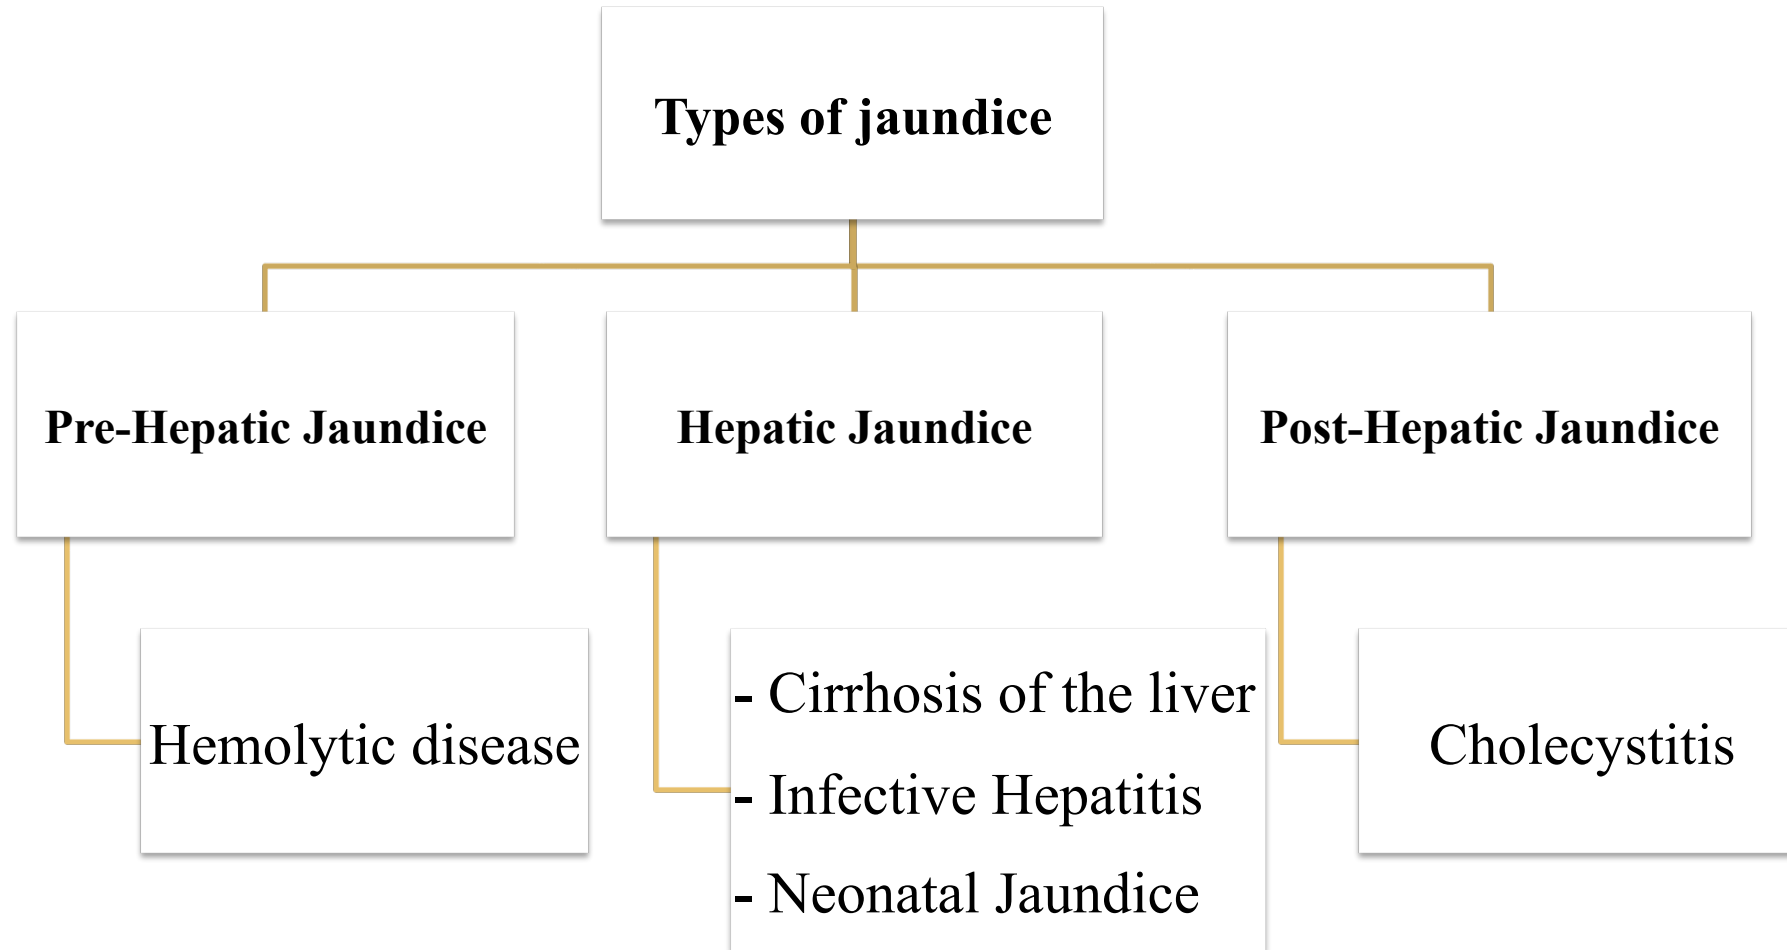 Types of jaundice
Pre-Hepatic Jaundice
Hepatic Jaundice
Post-Hepatic Jaundice
Hemolytic disease
- Cirrhosis of the liver
- Infective Hepatitis
- Neonatal Jaundice
Cholecystitis